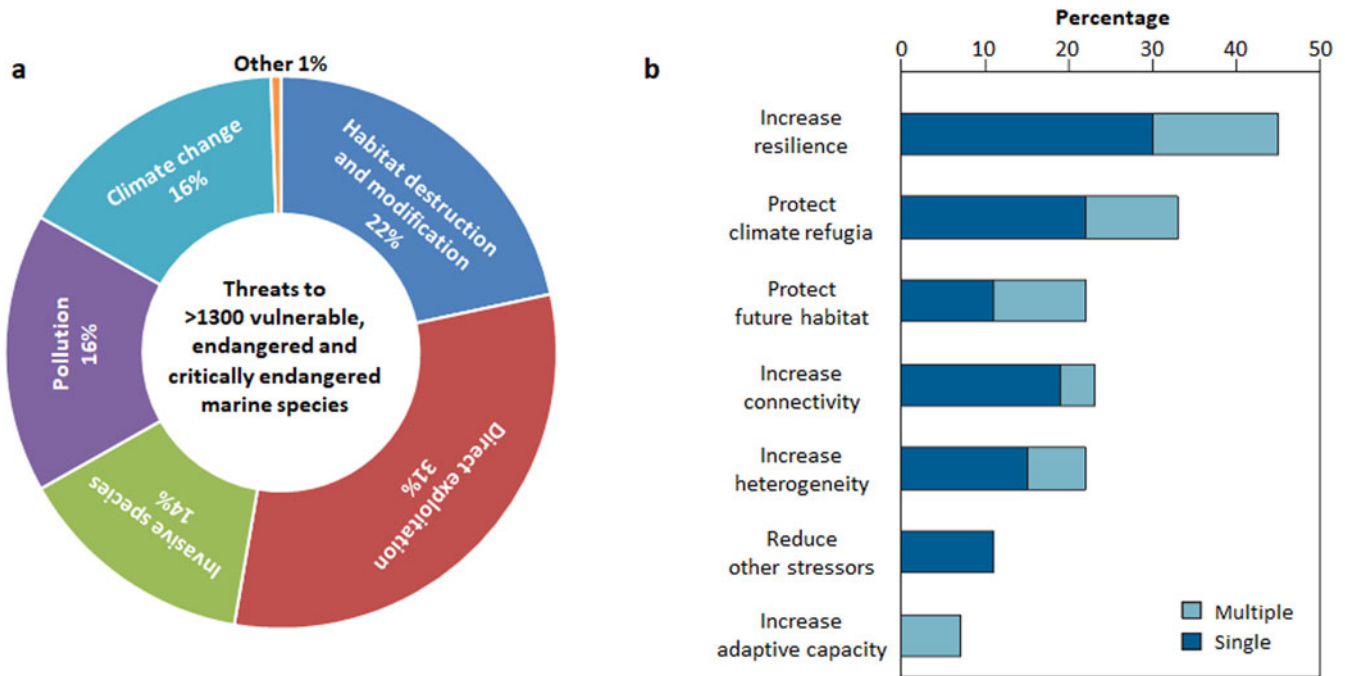 a
Other 1%
Habitat destruction
and modification
22%
Climate change
16%
Pollution
16%
Invasive species
14%
Direct exploitation
31%
Threats to
>1300 vulnerable,
endangered and
critically endangered
marine species
b
Percentage
0 10 20 30 40 50
Increase
resilience
Protect
climate refugia
Protect
future habitat
Increase
connectivity
Increase
heterogeneity
Reduce
other stressors
Increase
adaptive capacity
Multiple
Single